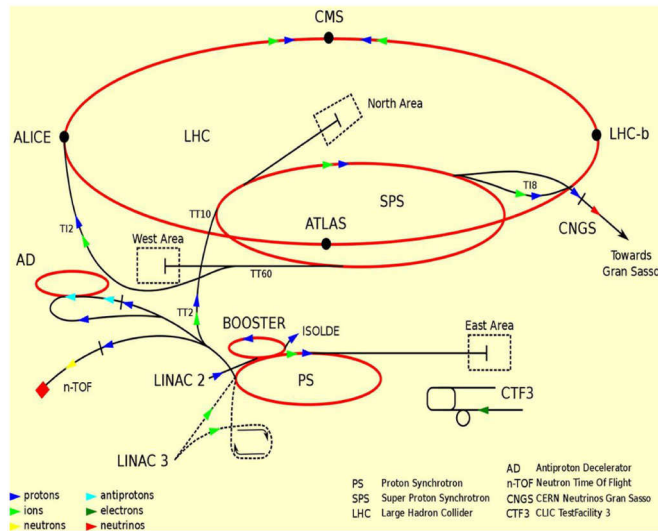 CMS
North Area
ALICE
LHC
LHC-b
TI8
SPS
TT10
CNGS
ATLAS
TI2
West Area
Towards
Gran Sasso
AD
TT60
TT2
East Area
BOOSTER
ISOLDE
LINAC 2
PS
n-TOF
CTF3
LINAC 3
protons
ions
neutrons
antiprotons
electrons
neutrinos
PS Proton Synchrotron
SPS Super Proton Synchrotron
LHC Large Hadron Collider
AD Antiproton Decelerator
n-TOF Neutron Time Of Flight
CNGS CERN Neutrinos Gran Sasso
CTF3 CLIC TestFacility 3